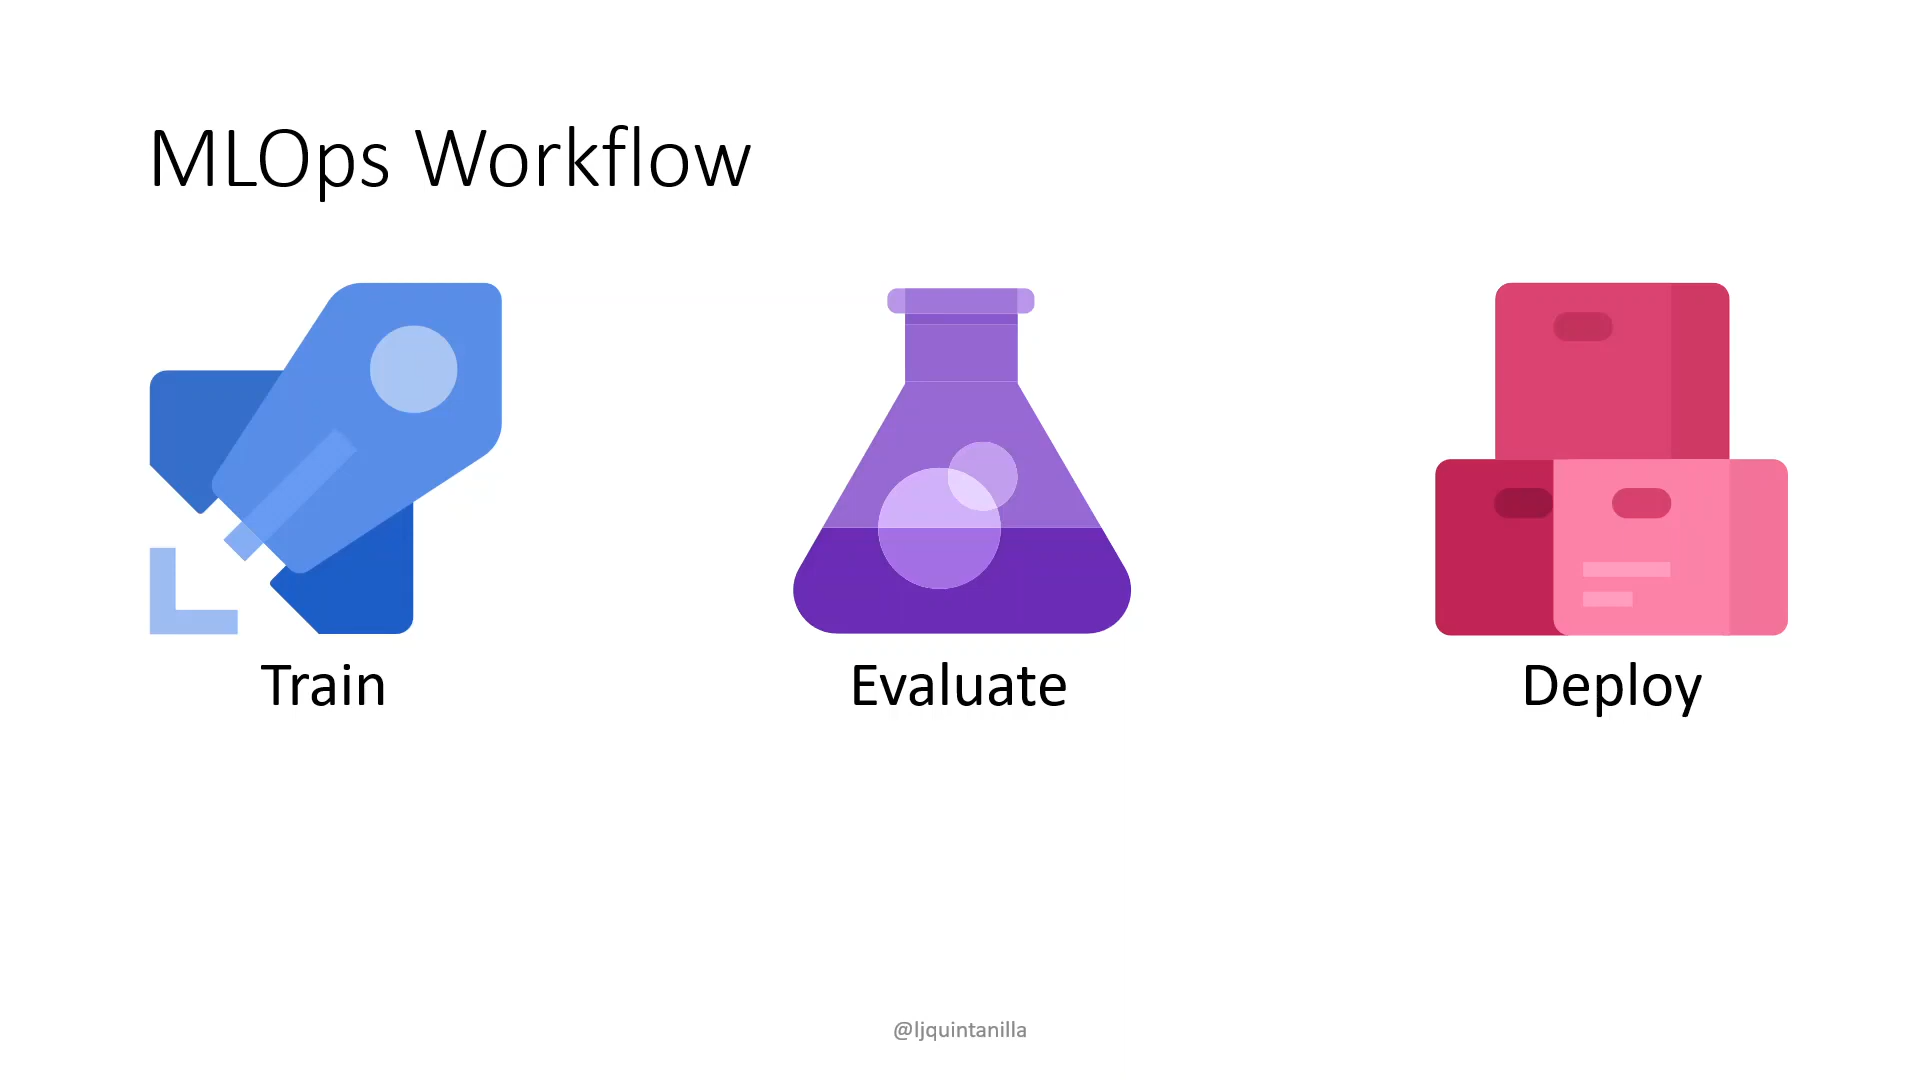 MLOps Workflow
Train
Evaluate
Deploy
@ljquintanilla